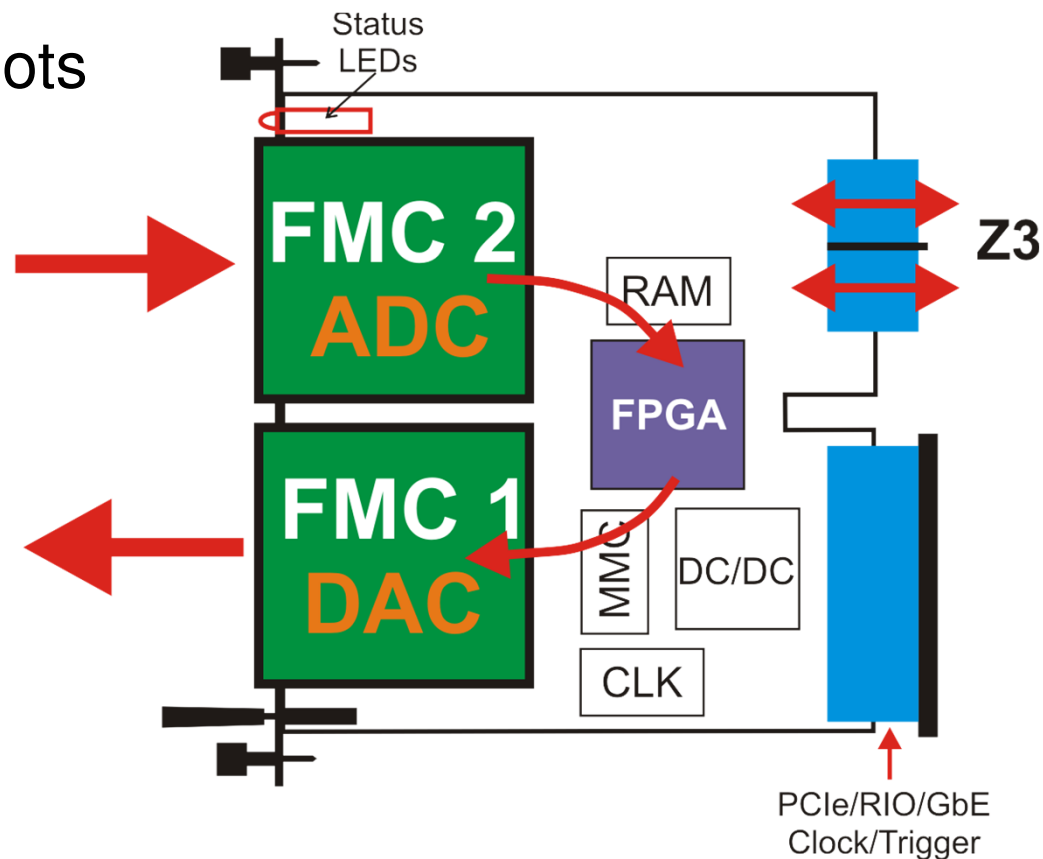 ots
Status
LEDs
FMC 2
ADC
RAM
Z3
FPGA
FMC 1
DAC
MMC
DC/DC
CLK
PCIe/RIO/GbE
Clock/Trigger